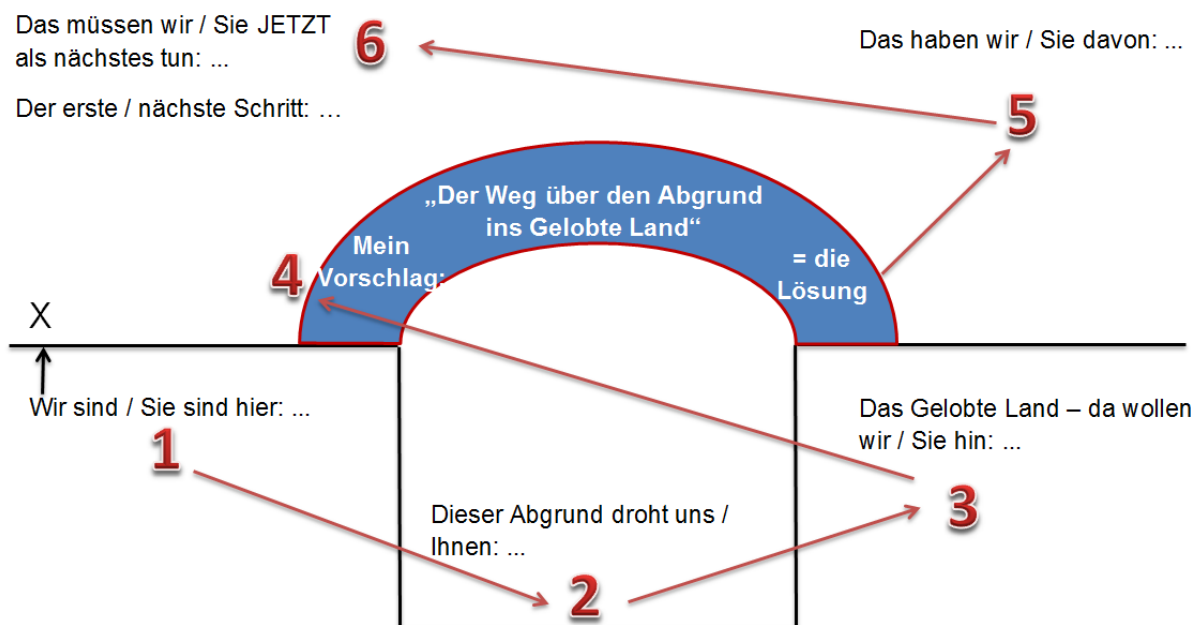 Das müssen wir / Sie JETZT
als nächstes tun: ...
Der erste / nächste Schritt: ...
6
Das haben wir / Sie davon: ...
5
„Der Weg über den Abgrund
ins Gelobte Land“
Mein
Vorschlag:
4
= die
Lösung
X
Wir sind / Sie sind hier: ...
1
Das Gelobte Land – da wollen
wir / Sie hin: ...
3
Dieser Abgrund droht uns /
Ihnen: ...
2